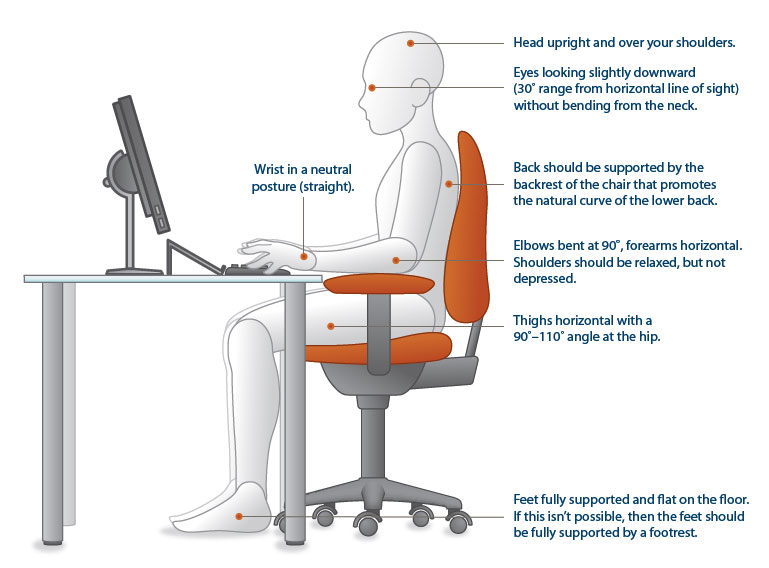 Head upright and over your shoulders.
Eyes looking slightly downward
(30˚ range from horizontal line of sight)
without bending from the neck.
Wrist in a neutral
posture (straight).
Back should be supported by the
backrest of the chair that promotes
the natural curve of the lower back.
Elbows bent at 90˚, forearms horizontal.
Shoulders should be relaxed, but not
depressed.
Thighs horizontal with a
90˚–110˚ angle at the hip.
Feet fully supported and flat on the floor.
If this isn't possible, then the feet should
be fully supported by a footrest.